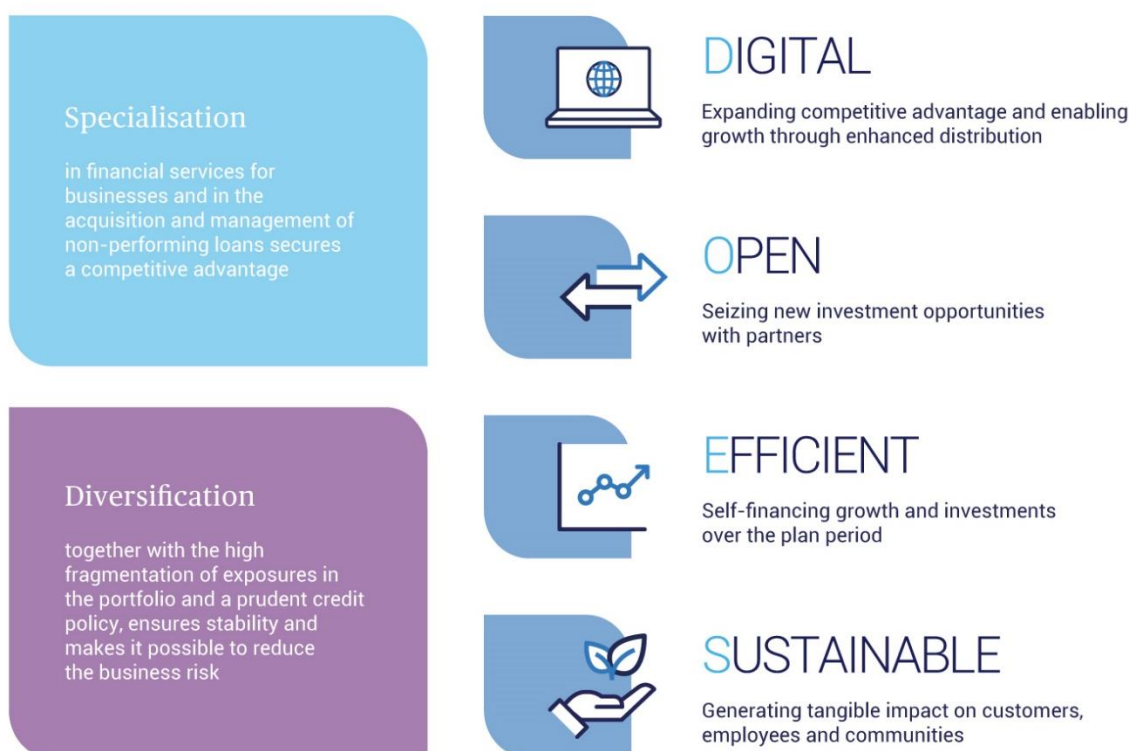 Specialisation
in financial services for
businesses and in the
acquisition and management of
non-performing loans secures
a competitive advantage
Diversification
together with the high
fragmentation of exposures in
the portfolio and a prudent credit
policy, ensures stability and
makes it possible to reduce
the business risk
DIGITAL
Expanding competitive advantage and enabling
growth through enhanced distribution
OPEN
Seizing new investment opportunities
with partners
EFFICIENT
Self-financing growth and investments
over the plan period
SUSTAINABLE
Generating tangible impact on customers,
employees and communities